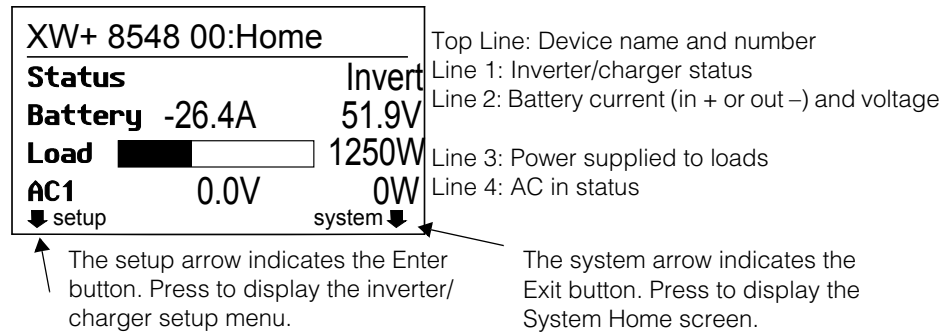 XW+ 8548 00:Home
Status Invert
Battery -26.4A 51.9V
Load 1250W
AC1 0.0V 0W
setup system
Top Line: Device name and number
Line 1: Inverter/charger status
Line 2: Battery current (in + or out –) and voltage
Line 3: Power supplied to loads
Line 4: AC in status
The setup arrow indicates the Enter
button. Press to display the inverter/
charger setup menu.
The system arrow indicates the
Exit button. Press to display the
System Home screen.